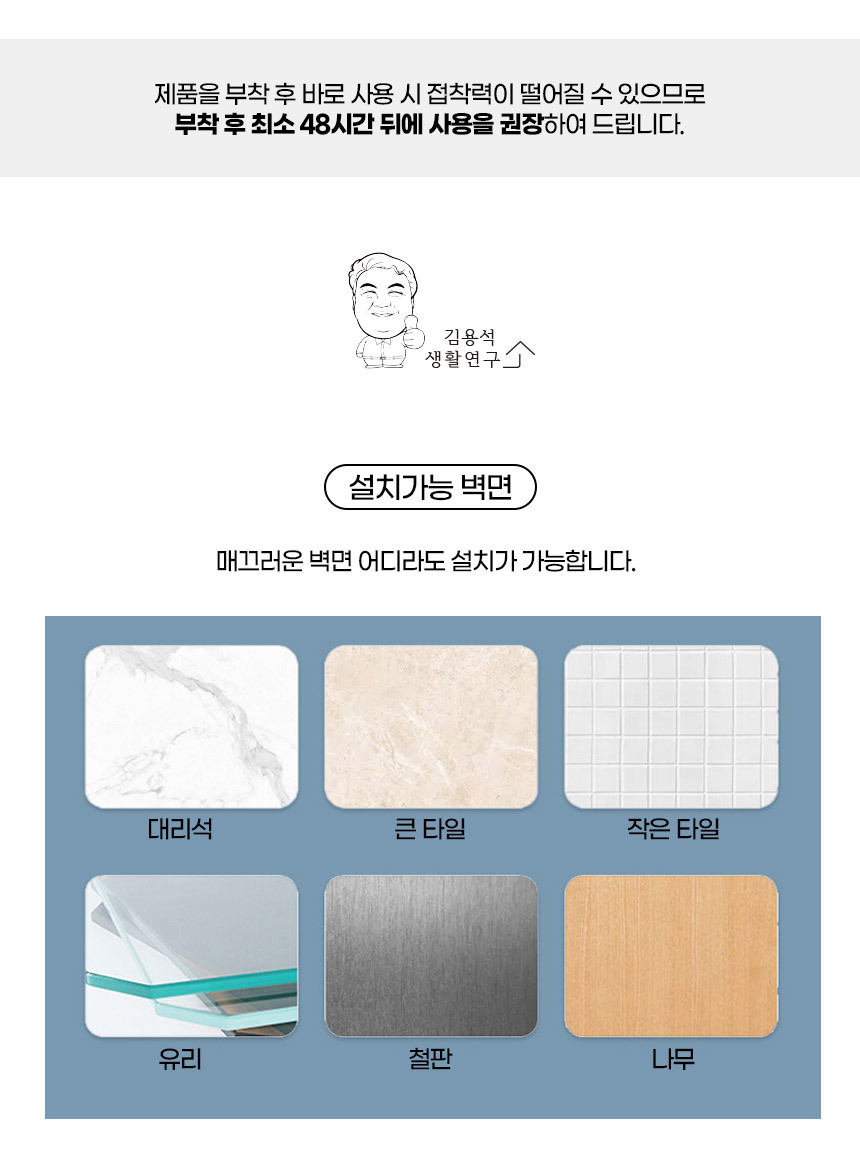 제품을 부착 후 바로 사용 시 접착력이 떨어질 수 있으므로
부착 후 최소 48시간 뒤에 사용을 권장하여 드립니다.
김용석
생활연구소
설치가능 벽면
매끄러운 벽면 어디라도 설치가 가능합니다.
대리석
큰 타일
작은 타일
유리
철판
나무